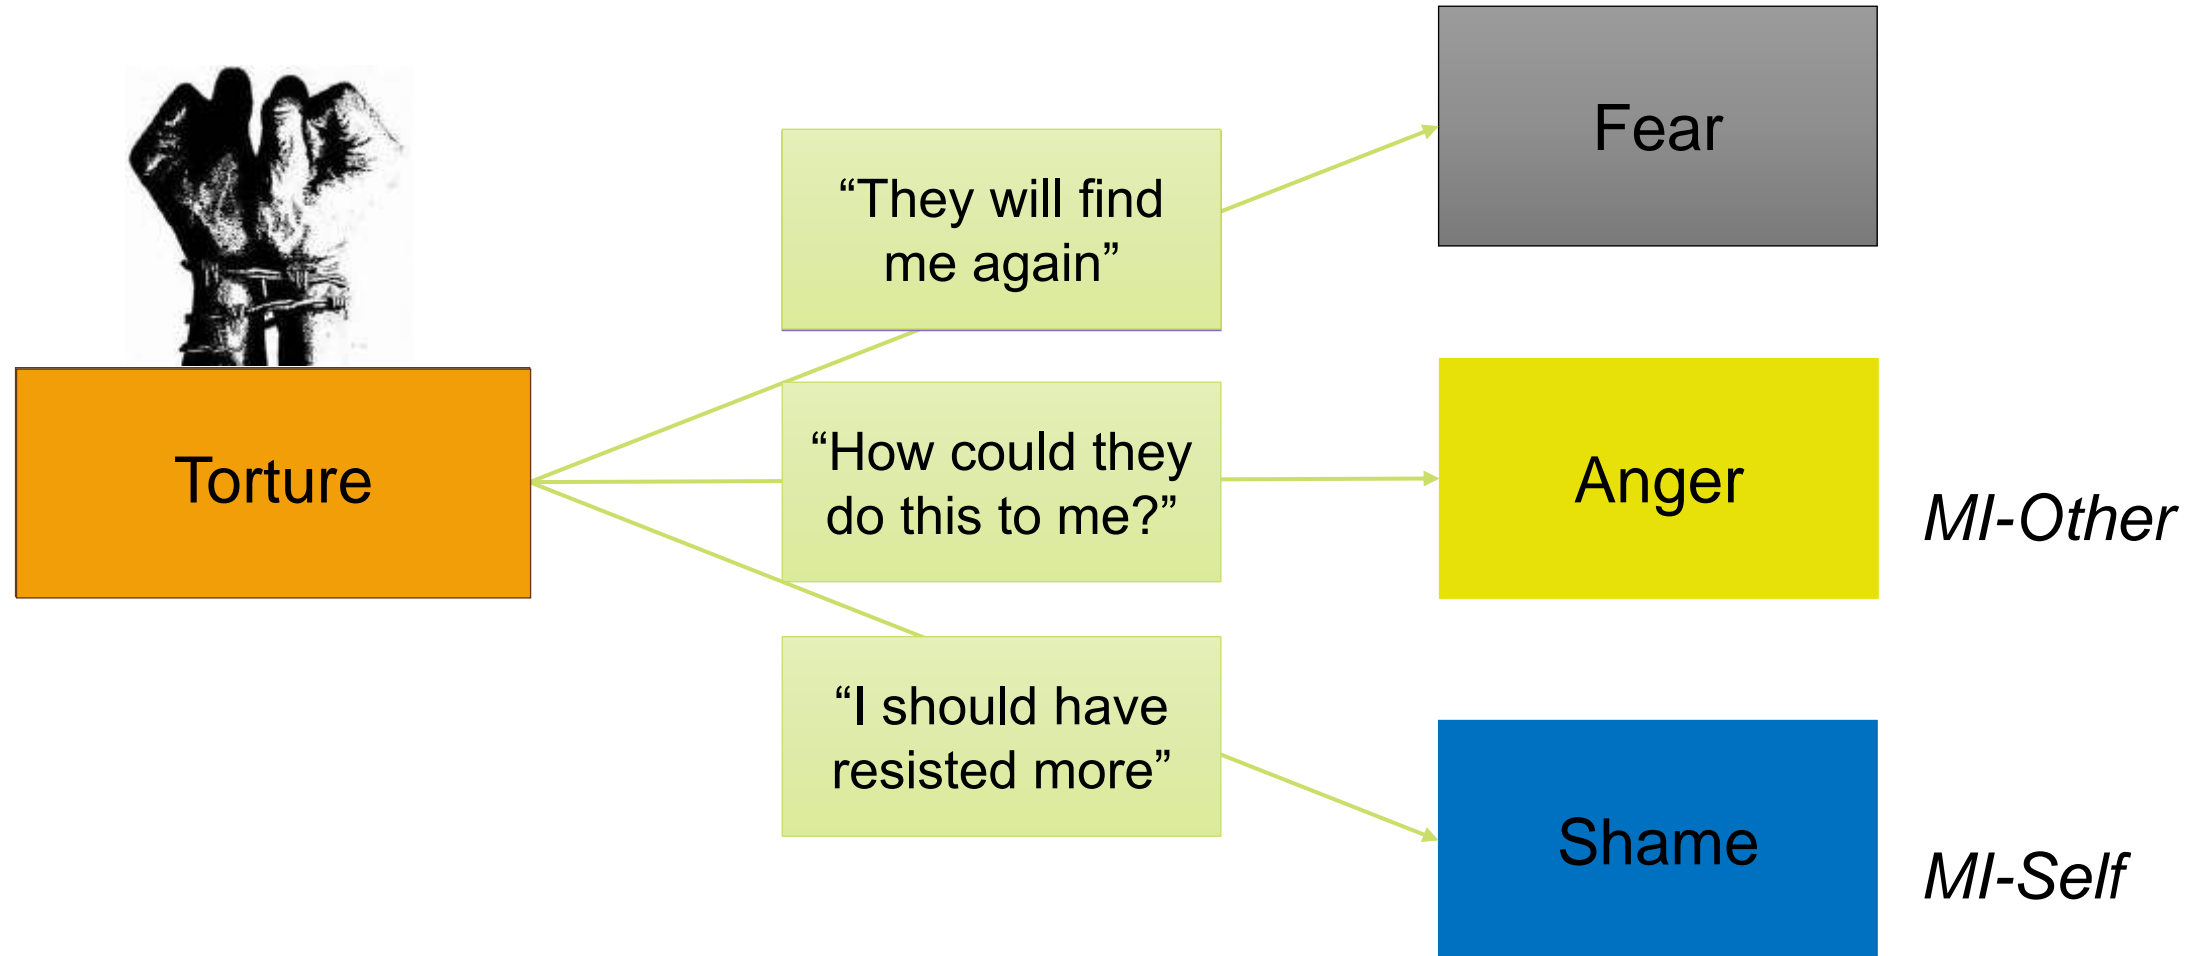 Torture
“They will find
me again”
Fear
“How could they
do this to me?”
Anger
MI-Other
“I should have
resisted more”
Shame
MI-Self